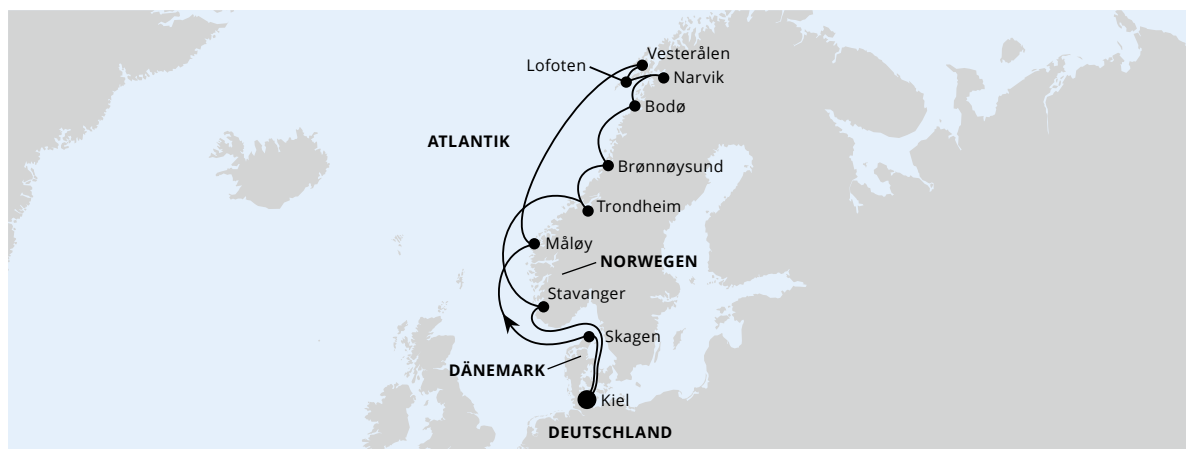 Vesterålen
Lofoten
Narvik
Bodø
ATLANTIK
Brønnøysund
Trondheim
Måløy
NORWEGEN
Stavanger
Skagen
DÄNEMARK
Kiel
DEUTSCHLAND